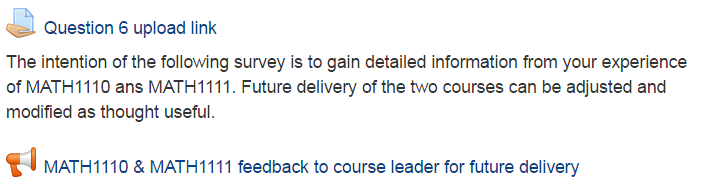 Question 6 upload link
The intention of the following survey is to gain detailed information from your experience
of MATH1110 ans MATH1111. Future delivery of the two courses can be adjusted and
modified as thought useful.
MATH1110 & MATH1111 feedback to course leader for future delivery